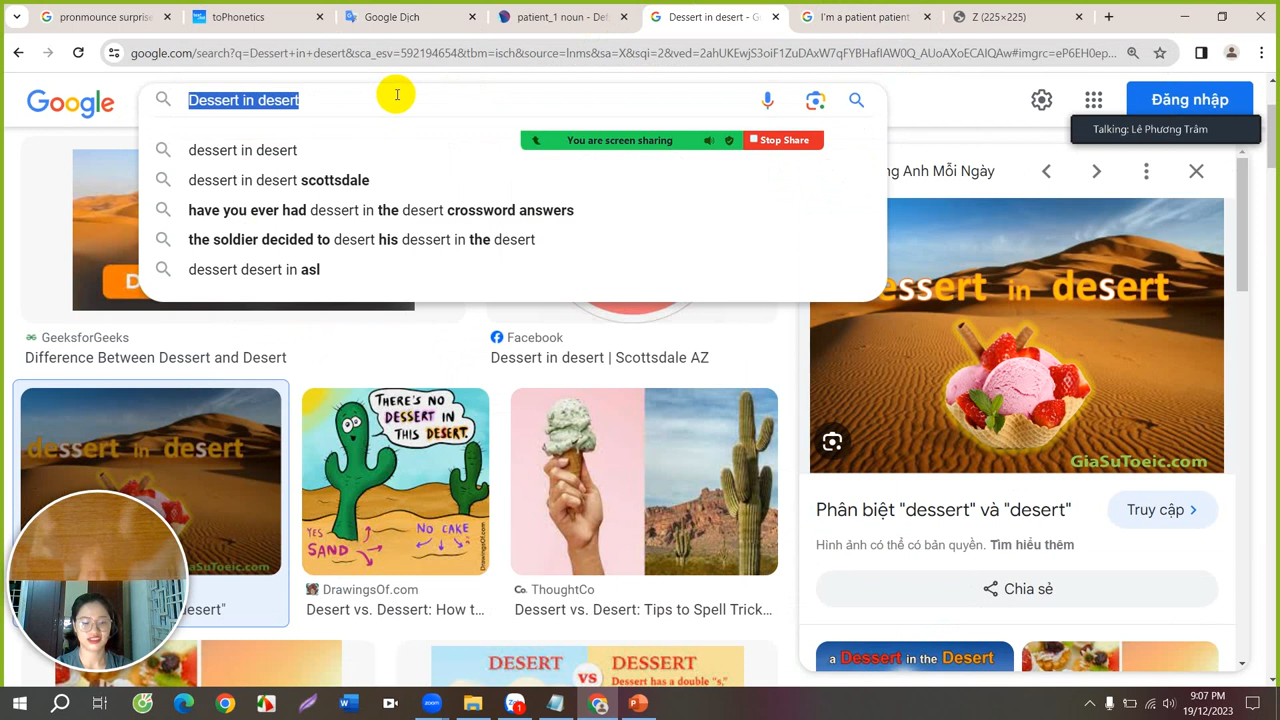 pronmounce surprise
toPhonetics
Google Dịch
patient_1 noun - Def
Dessert in desert - G
I'm a patient patient
Z (225×225)
google.com/search?q=Dessert+in+desert&sca_esv=592194654&tbm=isch&source=lnms&sa=X&sqi=2&ved=2ahUKEwjS3oiF1ZuDAxW7qFYBHafIAW0Q_AUoAXoECAIQAw#imgrc=eP6EH0ep...
Google
Dessert in desert
Đăng nhập
Talking: Lê Phương Trâm
You are screen sharing
Stop Share
dessert in desert
dessert in desert scottsdale
have you ever had dessert in the desert crossword answers
the soldier decided to desert his dessert in the desert
dessert desert in asl
ng Anh Mỗi Ngày
D
GeeksforGeeks
Difference Between Dessert and Desert
Facebook
Dessert in desert | Scottsdale AZ
essert in desert
GiaSuToeic.com
dessert in desert
GiaSuToeic.com
esert"
THERE'S NO
DESSERT IN
THIS DESERT.
YES
SAND
NO CAKE
DRAWINGSOF.COM
DrawingsOf.com
Desert vs. Dessert: How t...
Co. ThoughtCo
Dessert vs. Desert: Tips to Spell Trick...
Phân biệt "dessert" và "desert"
Truy cập
Hình ảnh có thể có bản quyền. Tìm hiểu thêm
Chia sẻ
DESERT
VS
DESSERT
Dessert has a double "s,"
a Dessert in the Desert
zoom
1
9:07 PM
19/12/2023